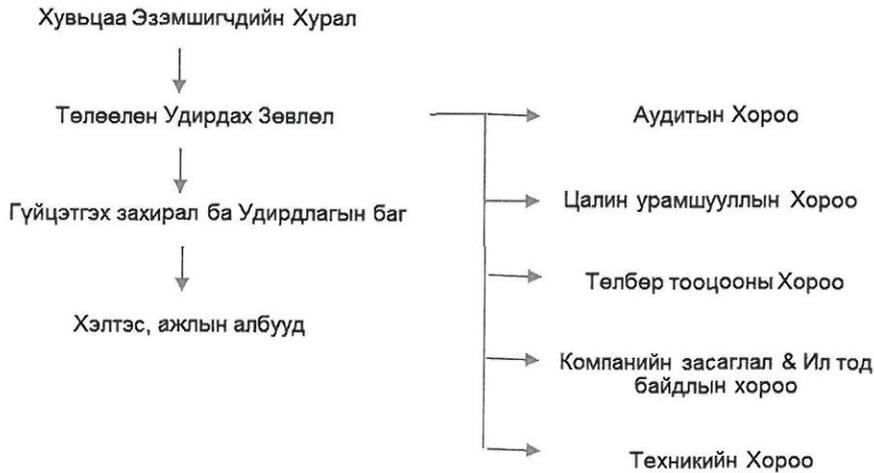 Хувьцаа Эзэмшигчдийн Хурал
Төлөөлөн Удирдах Зөвлөл
Гүйцэтгэх захирал ба Удирдлагын баг
Хэлтэс, ажлын албууд
Аудитын Хороо
Цалин урамшууллын Хороо
Төлбөр тооцооны Хороо
Компанийн засаглал & Ил тод
байдлын хороо
Техникийн Хороо